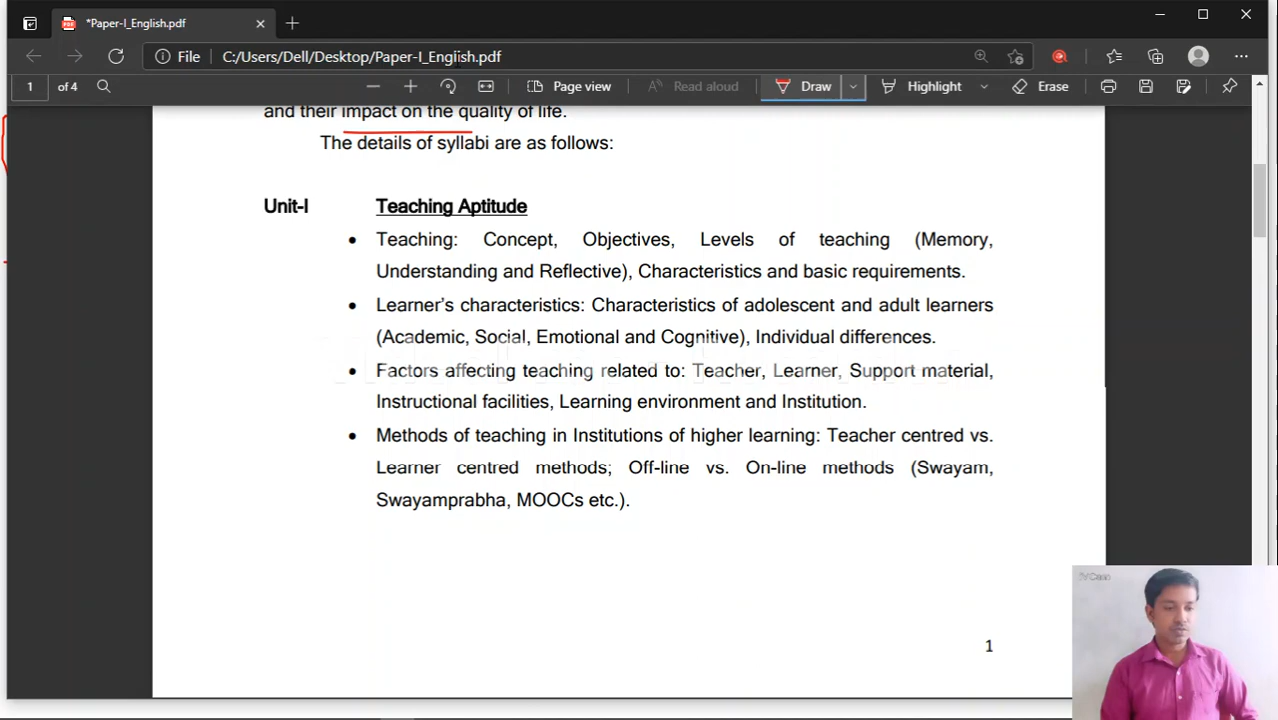 *Paper-I_English.pdf
File C:/Users/Dell/Desktop/Paper-I_English.pdf
1 of 4 Page view Read aloud Draw Highlight Erase
and their impact on the quality of life.
The details of syllabi are as follows:
Unit-I Teaching Aptitude
• Teaching: Concept, Objectives, Levels of teaching (Memory,
Understanding and Reflective), Characteristics and basic requirements.
• Learner's characteristics: Characteristics of adolescent and adult learners
(Academic, Social, Emotional and Cognitive), Individual differences.
• Factors affecting teaching related to: Teacher, Learner, Support material,
Instructional facilities, Learning environment and Institution.
• Methods of teaching in Institutions of higher learning: Teacher centred vs.
Learner centred methods; Off-line vs. On-line methods (Swayam,
Swayamprabha, MOOCs etc.).
1